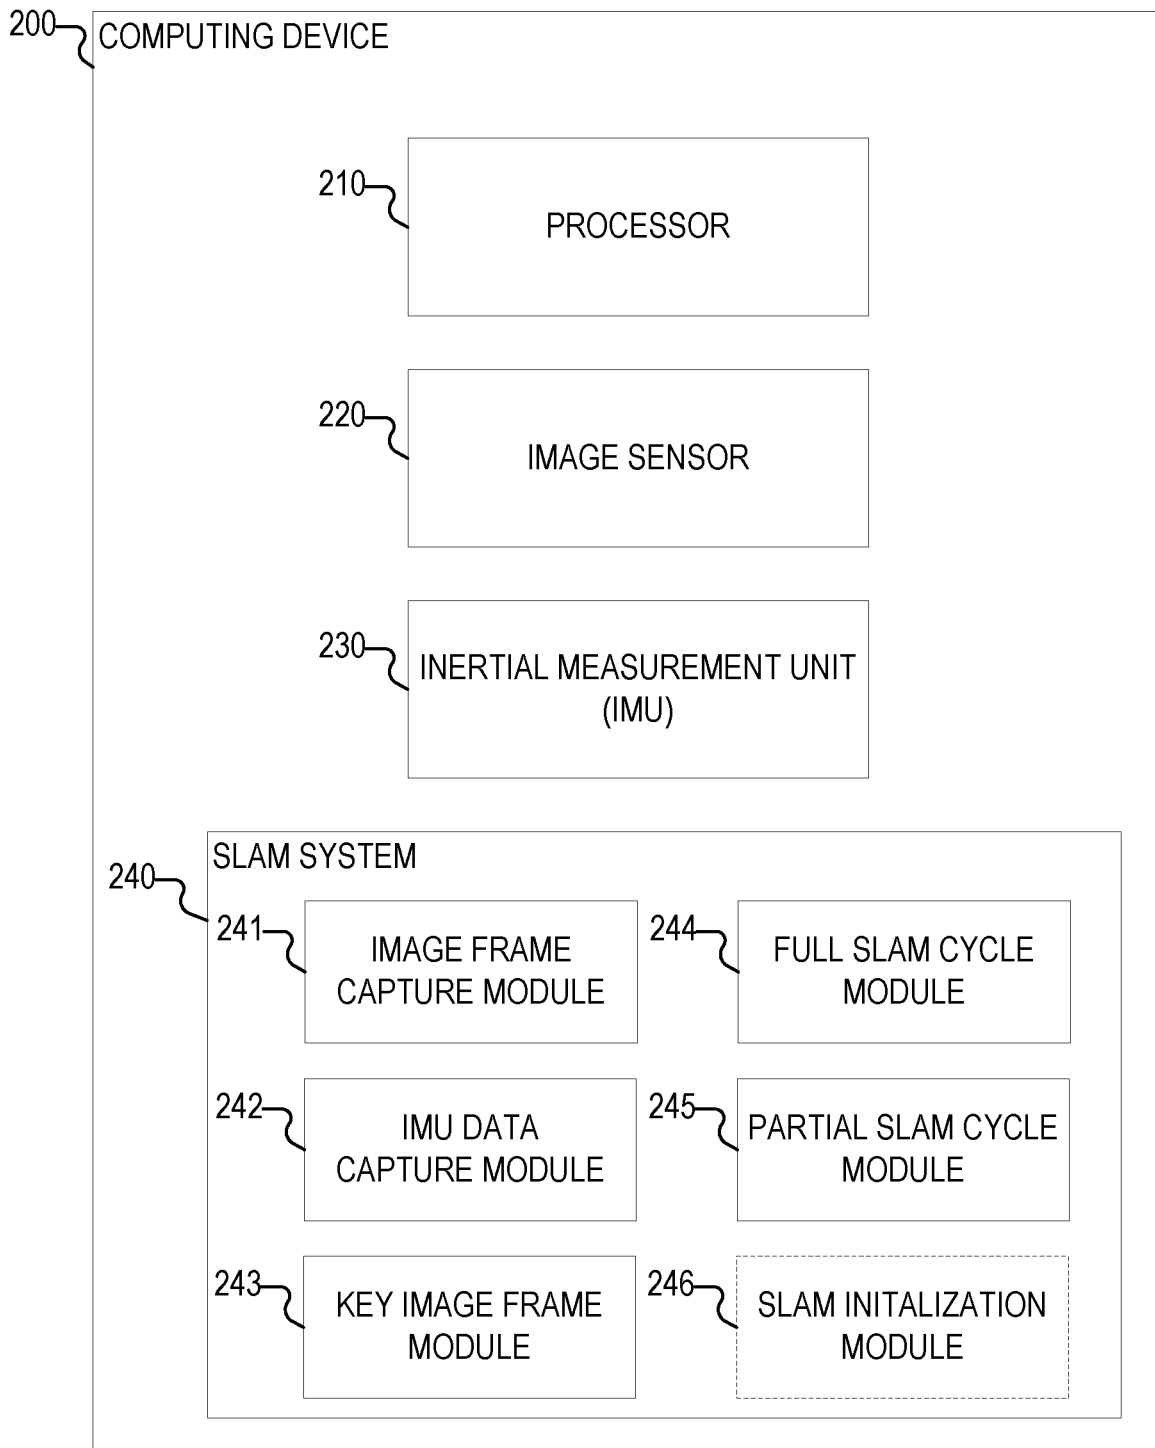 200
COMPUTING DEVICE
210
PROCESSOR
220
IMAGE SENSOR
230
INERTIAL MEASUREMENT UNIT
(IMU)
240
SLAM SYSTEM
241
IMAGE FRAME
CAPTURE MODULE
244
FULL SLAM CYCLE
MODULE
242
IMU DATA
CAPTURE MODULE
245
PARTIAL SLAM CYCLE
MODULE
243
KEY IMAGE FRAME
MODULE
246
SLAM INITALIZATION
MODULE